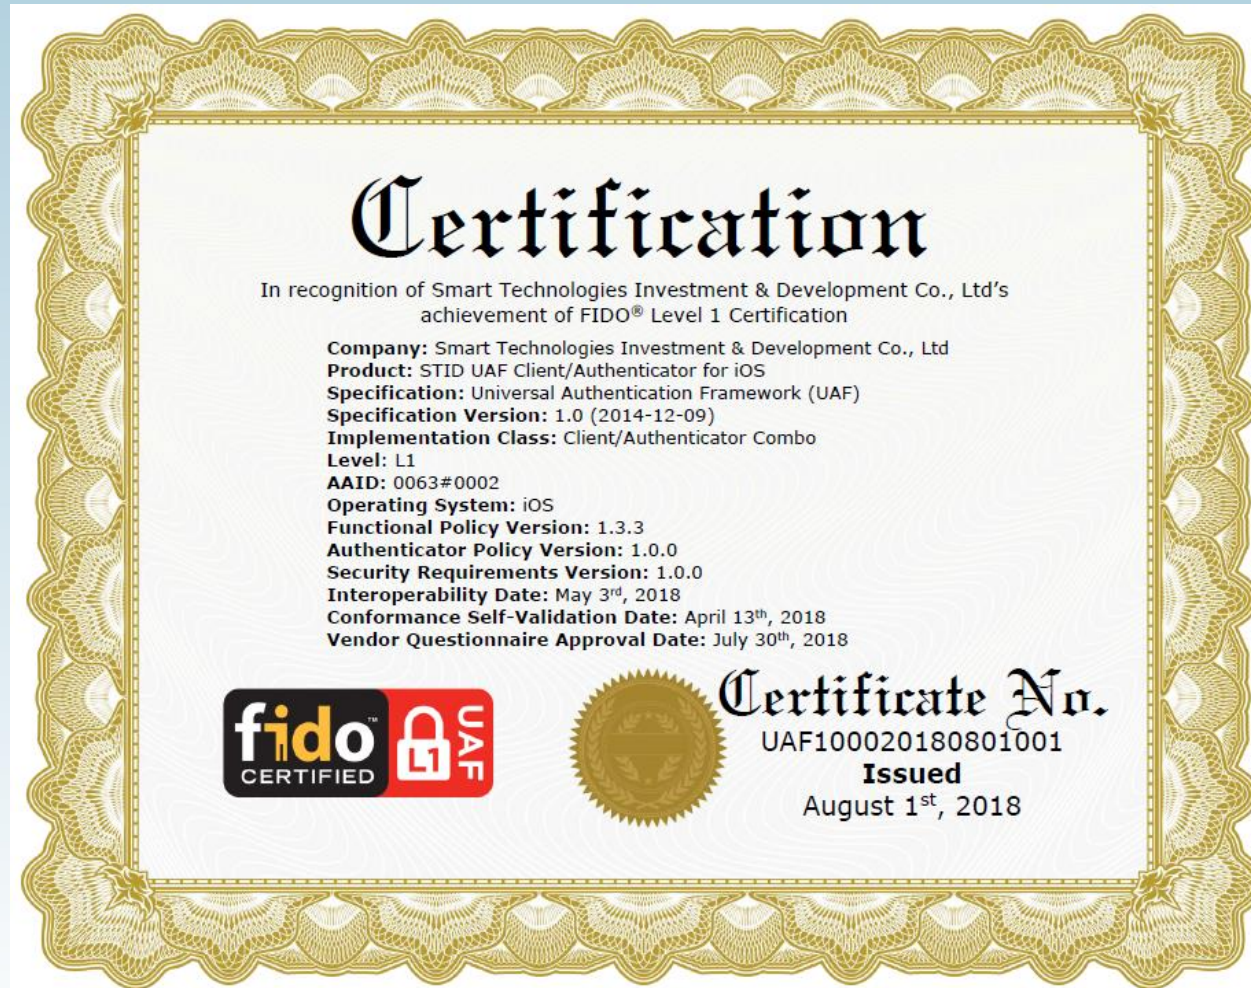 Certification
In recognition of Smart Technologies Investment & Development Co., Ltd's
achievement of FIDO® Level 1 Certification
Company: Smart Technologies Investment & Development Co., Ltd
Product: STID UAF Client/Authenticator for iOS
Specification: Universal Authentication Framework (UAF)
Specification Version: 1.0 (2014-12-09)
Implementation Class: Client/Authenticator Combo
Level: L1
AAID: 0063#0002
Operating System: iOS
Functional Policy Version: 1.3.3
Authenticator Policy Version: 1.0.0
Security Requirements Version: 1.0.0
Interoperability Date: May 3rd, 2018
Conformance Self-Validation Date: April 13th, 2018
Vendor Questionnaire Approval Date: July 30th, 2018
fido™
CERTIFIED
L1
UAF
Certificate No.
UAF100020180801001
Issued
August 1st, 2018